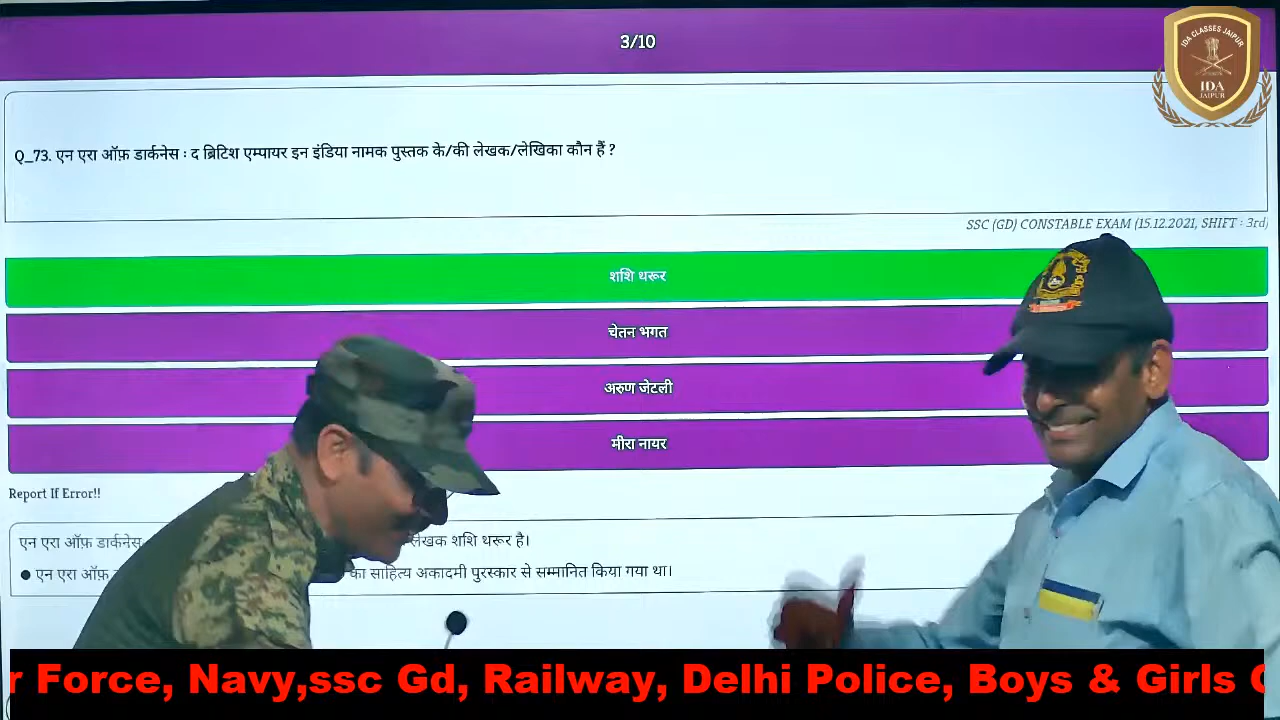 3/10
IDA CLASSES JAIPUR
IDA
JAIPUR
Q_73. एन एरा ऑफ़ डार्कनेस : द ब्रिटिश एम्पायर इन इंडिया नामक पुस्तक के/की लेखक/लेखिका कौन हैं ?
SSC (GD) CONSTABLE EXAM (15.12.2021, SHIFT : 3rd)
शशि थरूर
चेतन भगत
अरुण जेटली
मीरा नायर
Report If Error!!
एन एरा ऑफ़ डार्कनेस लेखक शशि थरूर है।
● एन एरा ऑफ़ का साहित्य अकादमी पुरस्कार से सम्मानित किया गया था।
r Force, Navy,ssc Gd, Railway, Delhi Police, Boys & Girls